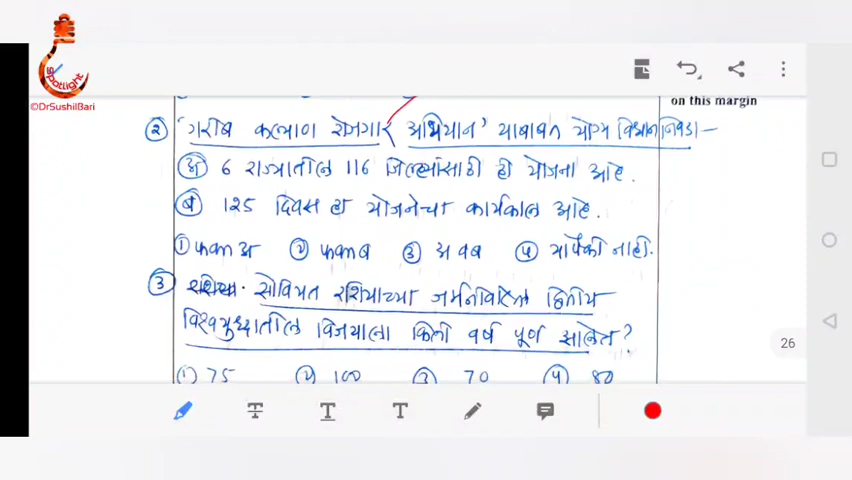 Spotlight
©DrSushilBari
on this margin
② 'गरीब कल्याण रोजगार अभियान' याबाबत योग्य विधान निवडा –
अ 6 राज्यातील 116 जिल्ह्यांसाठी ही योजना आहे.
ब 125 दिवस हा योजनेचा कार्यकाल आहे.
① फक्त अ ② फक्त ब ③ अ व ब ④ यापैकी नाही.
③ सोवियत रशियाच्या जर्मनीवरील द्वितीय
विश्वयुध्दातील विजयाला किती वर्ष पूर्ण झालेत?
① 75 ② 100 ③ 70 ④ 80
26
T T T